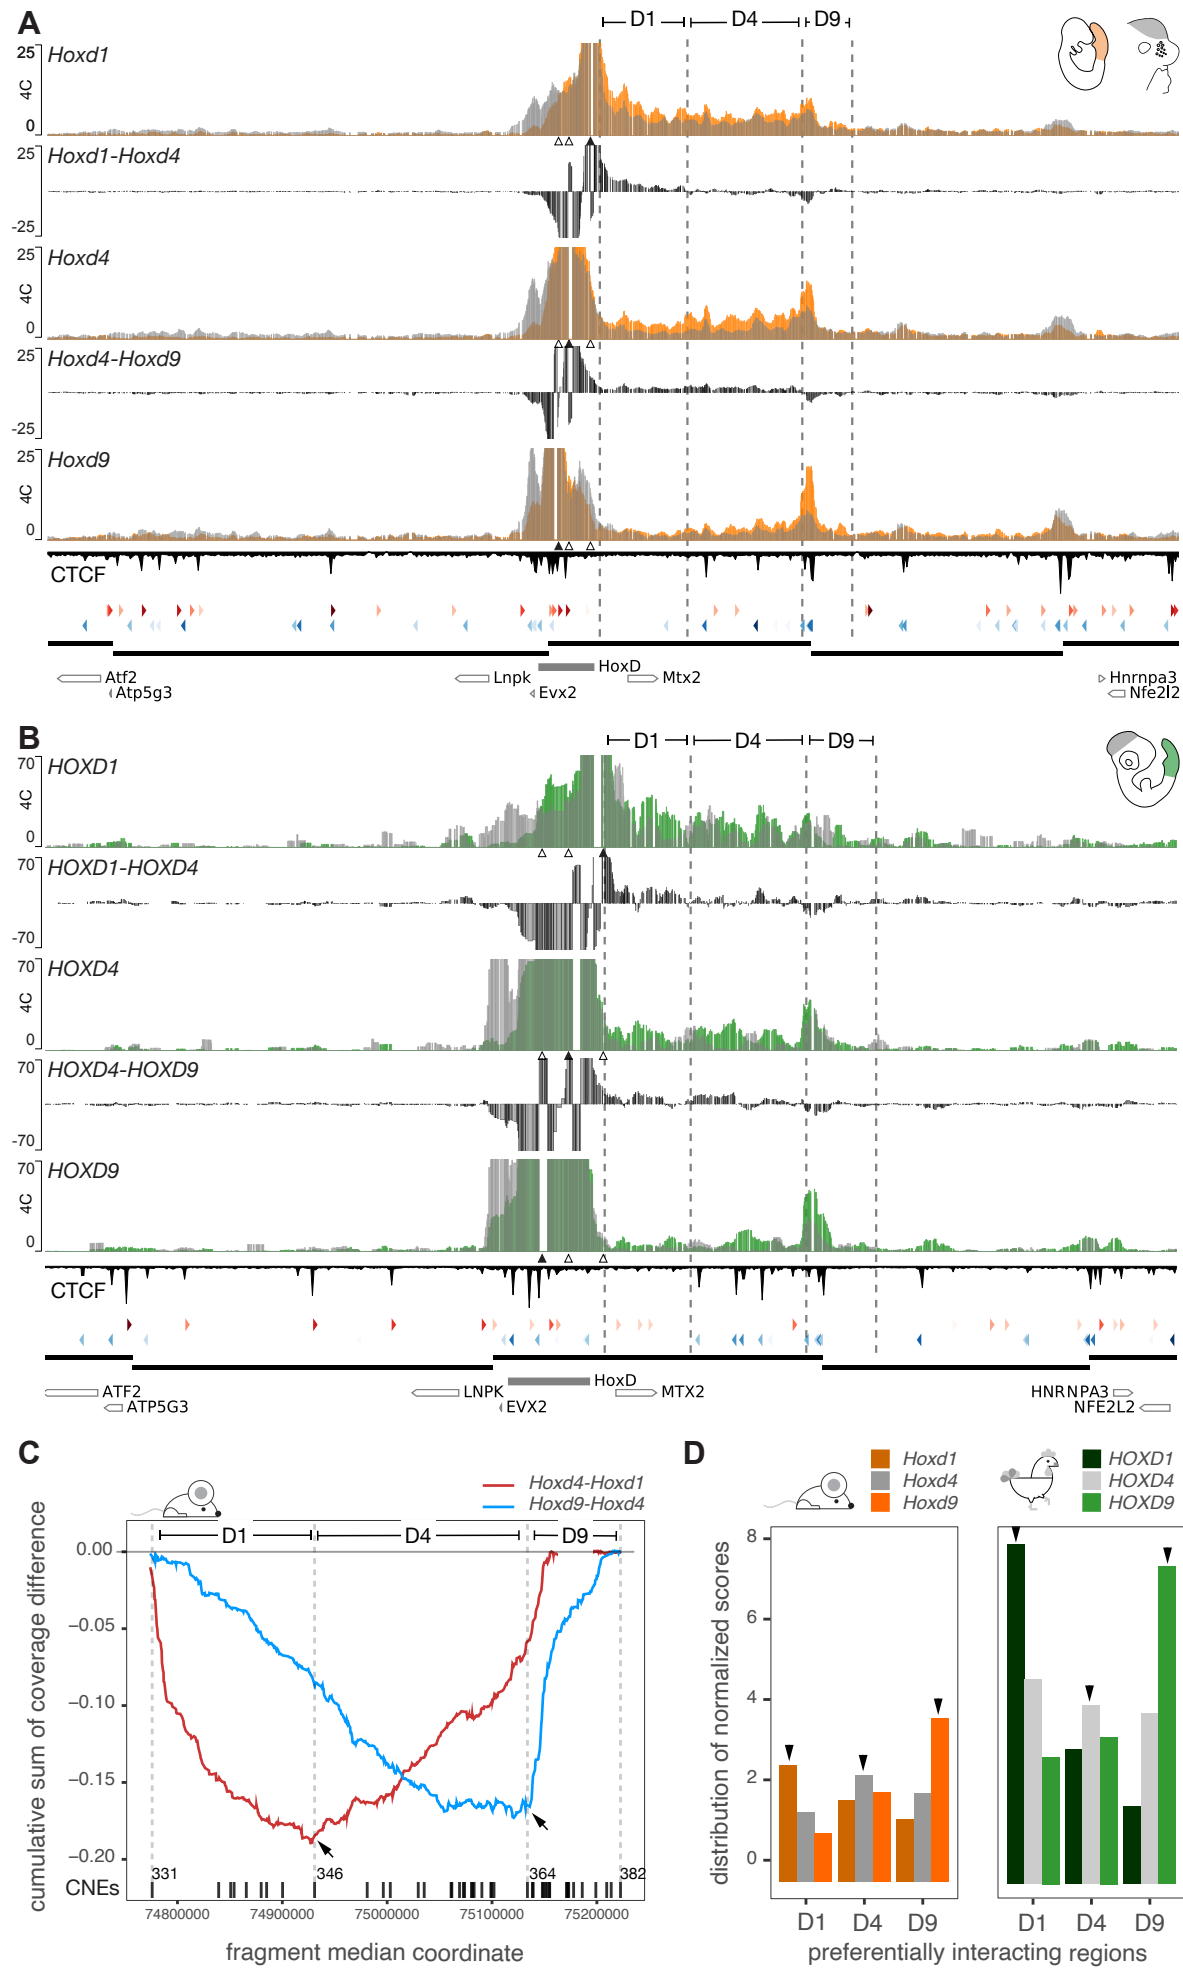 A
D1
D4
D9
25
4C
0
Hoxd1
25
-25
Hoxd1-Hoxd4
25
4C
0
Hoxd4
25
-25
Hoxd4-Hoxd9
25
4C
0
Hoxd9
CTCF
HoxD
Atf2
Lnpk
Mtx2
Hnrnpa3
Atp5g3
Evx2
Nfe2l2
B
D1
D4
D9
70
4C
0
HOXD1
70
-70
HOXD1-HOXD4
70
4C
0
HOXD4
70
-70
HOXD4-HOXD9
70
4C
0
HOXD9
CTCF
HoxD
ATF2
LNPK
MTX2
HNRNPA3
ATP5G3
EVX2
NFE2L2
C
Hoxd4-Hoxd1
Hoxd9-Hoxd4
D1
D4
D9
cumulative sum of coverage difference
0.00
−0.05
−0.10
−0.15
−0.20
331
346
364
382
CNEs
74800000
74900000
75000000
75100000
75200000
fragment median coordinate
D
Hoxd1
Hoxd4
Hoxd9
HOXD1
HOXD4
HOXD9
distribution of normalized scores
8
6
4
2
0
D1
D4
D9
D1
D4
D9
preferentially interacting regions